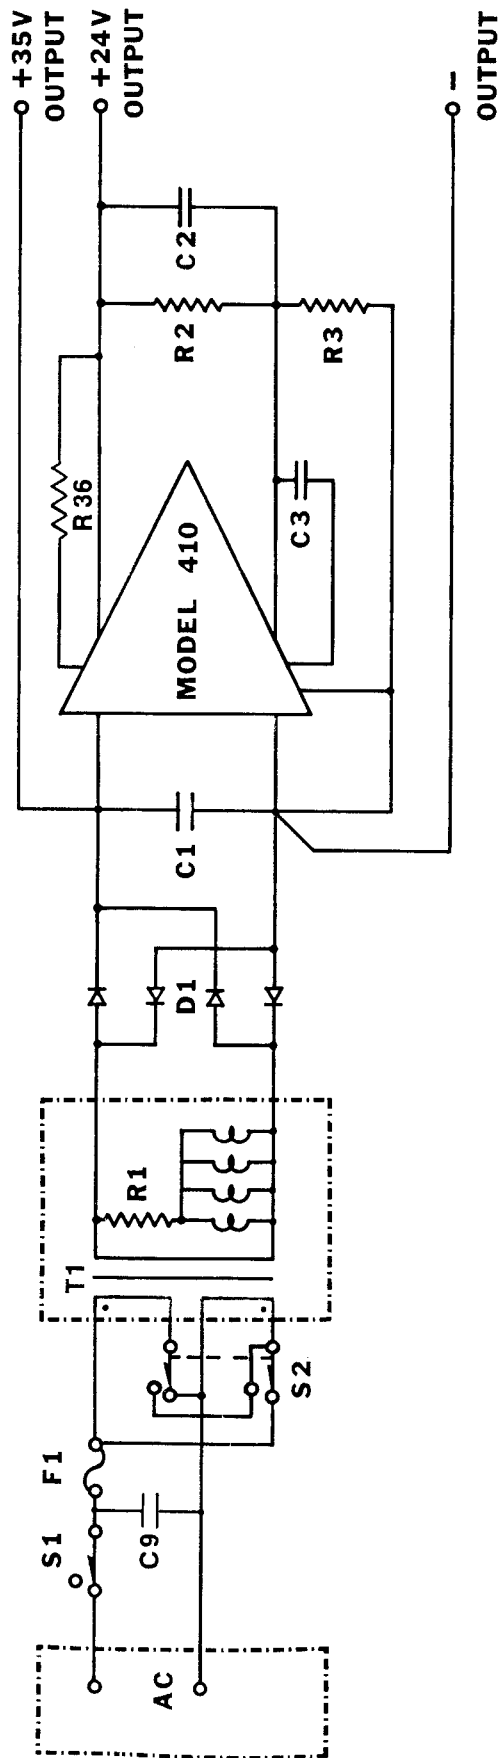 AC
S1
F1
C9
S2
T1
R1
D1
C1
MODEL 410
R36
C3
R2
R3
C2
+35V
OUTPUT
+24V
OUTPUT
−
OUTPUT